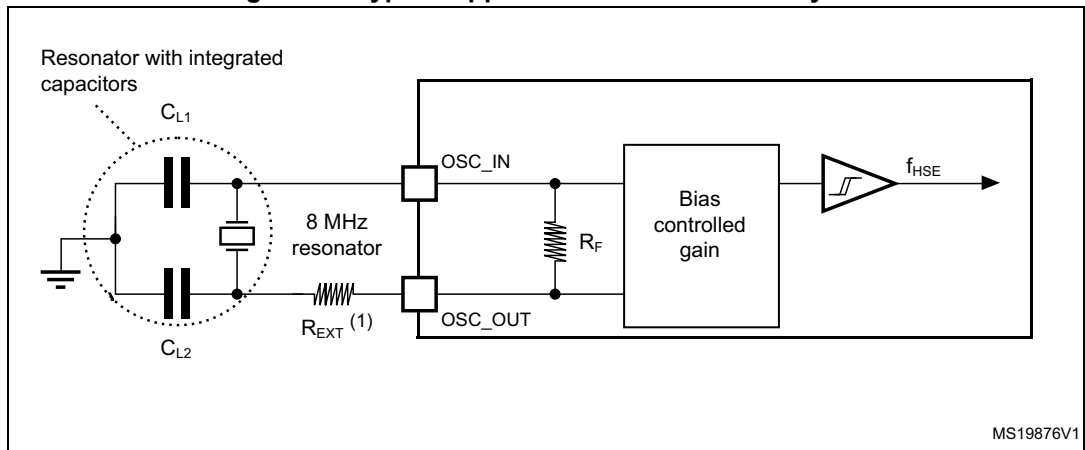 Resonator with integrated
capacitors
CL1
OSC_IN
fHSE
8 MHz
resonator
RF
Bias
controlled
gain
REXT (1)
OSC_OUT
CL2
MS19876V1